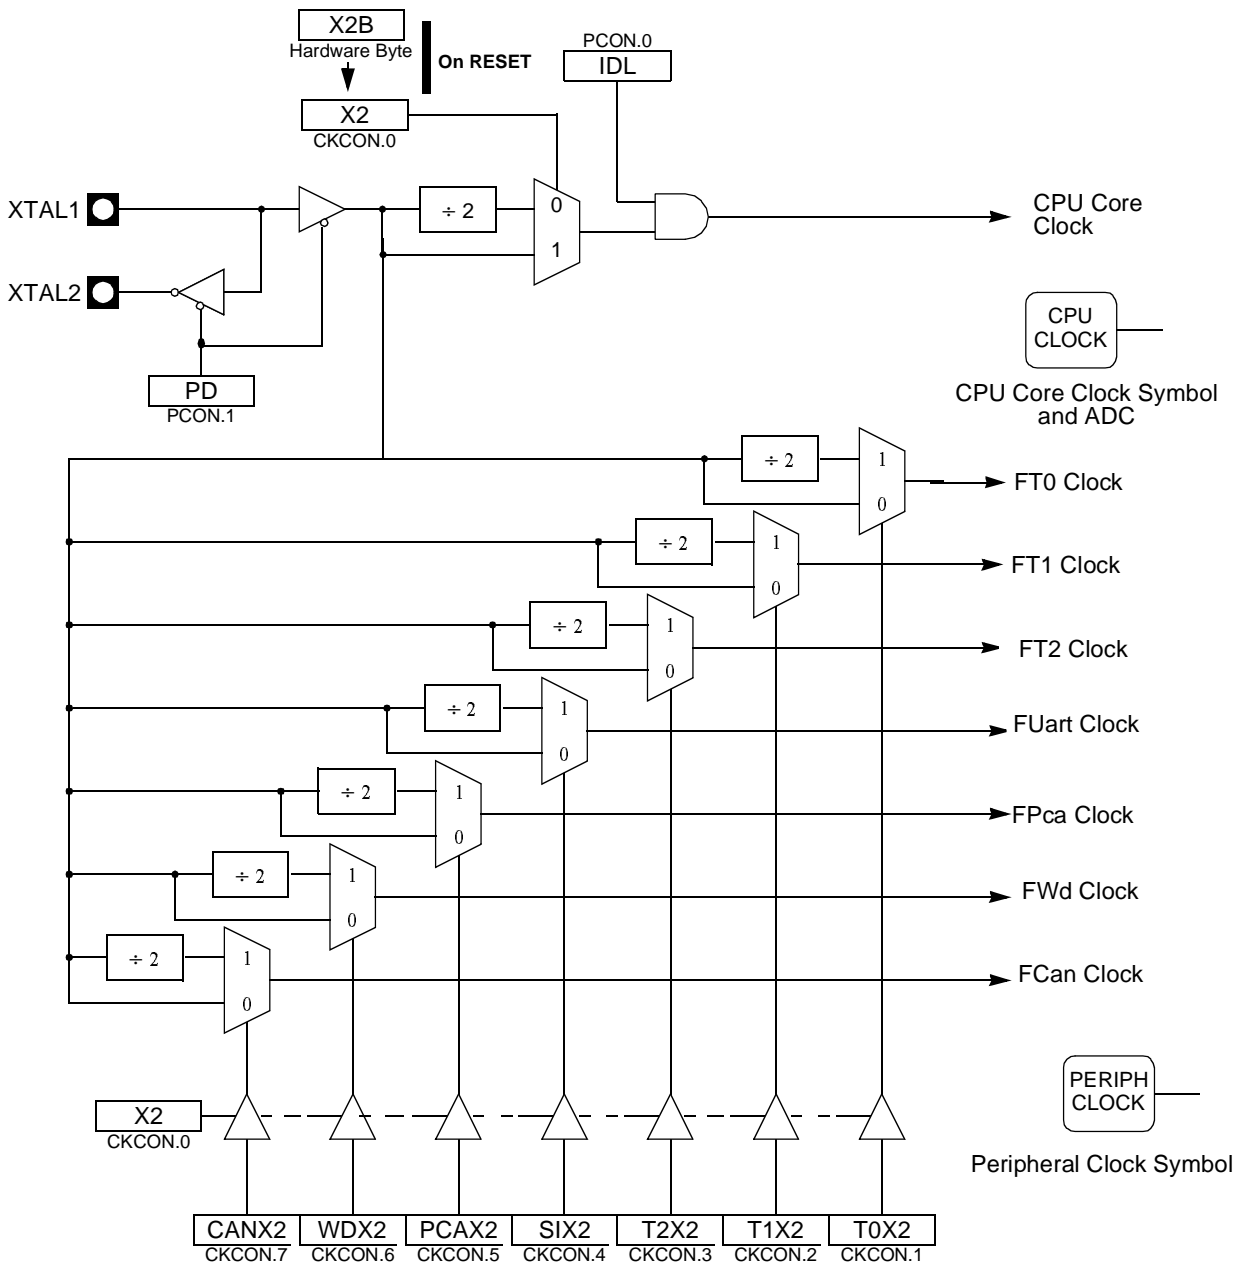 X2B
Hardware Byte
On RESET
PCON.0
IDL
X2
CKCON.0
XTAL1
÷ 2
0
1
CPU Core
Clock
XTAL2
CPU
CLOCK
PD
PCON.1
CPU Core Clock Symbol
and ADC
÷ 2
1
0
FT0 Clock
÷ 2
1
0
FT1 Clock
÷ 2
1
0
FT2 Clock
÷ 2
1
0
FUart Clock
÷ 2
1
0
FPca Clock
÷ 2
1
0
FWd Clock
÷ 2
1
0
FCan Clock
PERIPH
CLOCK
X2
CKCON.0
Peripheral Clock Symbol
CANX2 WDX2 PCAX2 SIX2 T2X2 T1X2 T0X2
CKCON.7 CKCON.6 CKCON.5 CKCON.4 CKCON.3 CKCON.2 CKCON.1